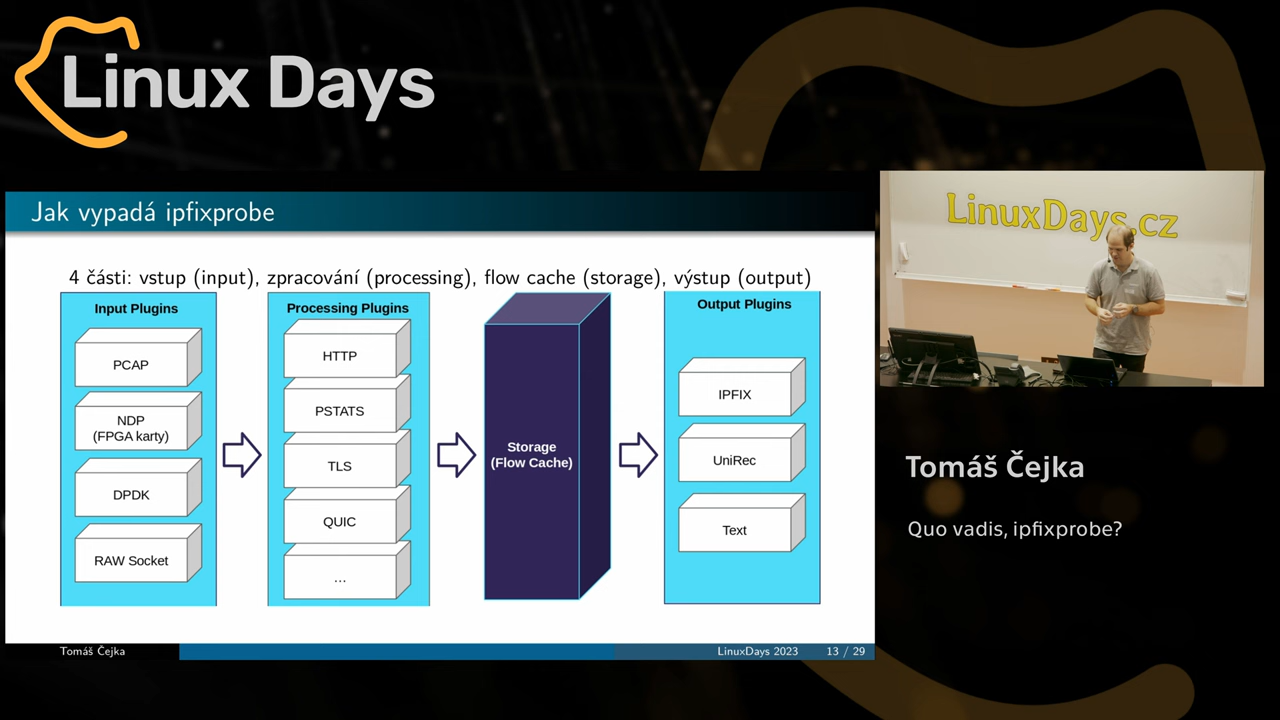 Linux Days
Jak vypadá ipfixprobe
4 části: vstup (input), zpracování (processing), flow cache (storage), výstup (output)
Input Plugins
PCAP
NDP
(FPGA karty)
DPDK
RAW Socket
Processing Plugins
HTTP
PSTATS
TLS
QUIC
...
Storage
(Flow Cache)
Output Plugins
IPFIX
UniRec
Text
Tomáš Čejka
LinuxDays 2023
13 / 29
LinuxDays.cz
Tomáš Čejka
Quo vadis, ipfixprobe?